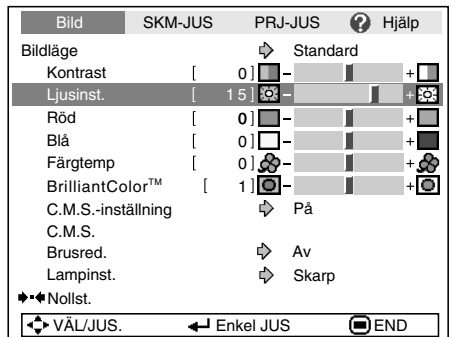 Bild SKM-JUS PRJ-JUS ? Hjälp
Bildläge Standard
Kontrast [ 0] – +
Ljusinst. [ 15] – +
Röd [ 0] – +
Blå [ 0] – +
Färgtemp [ 0] – +
BrilliantColor™ [ 1] – +
C.M.S.-inställning På
C.M.S.
Brusred. Av
Lampinst. Skarp
Nollst.
VÄL/JUS. Enkel JUS END